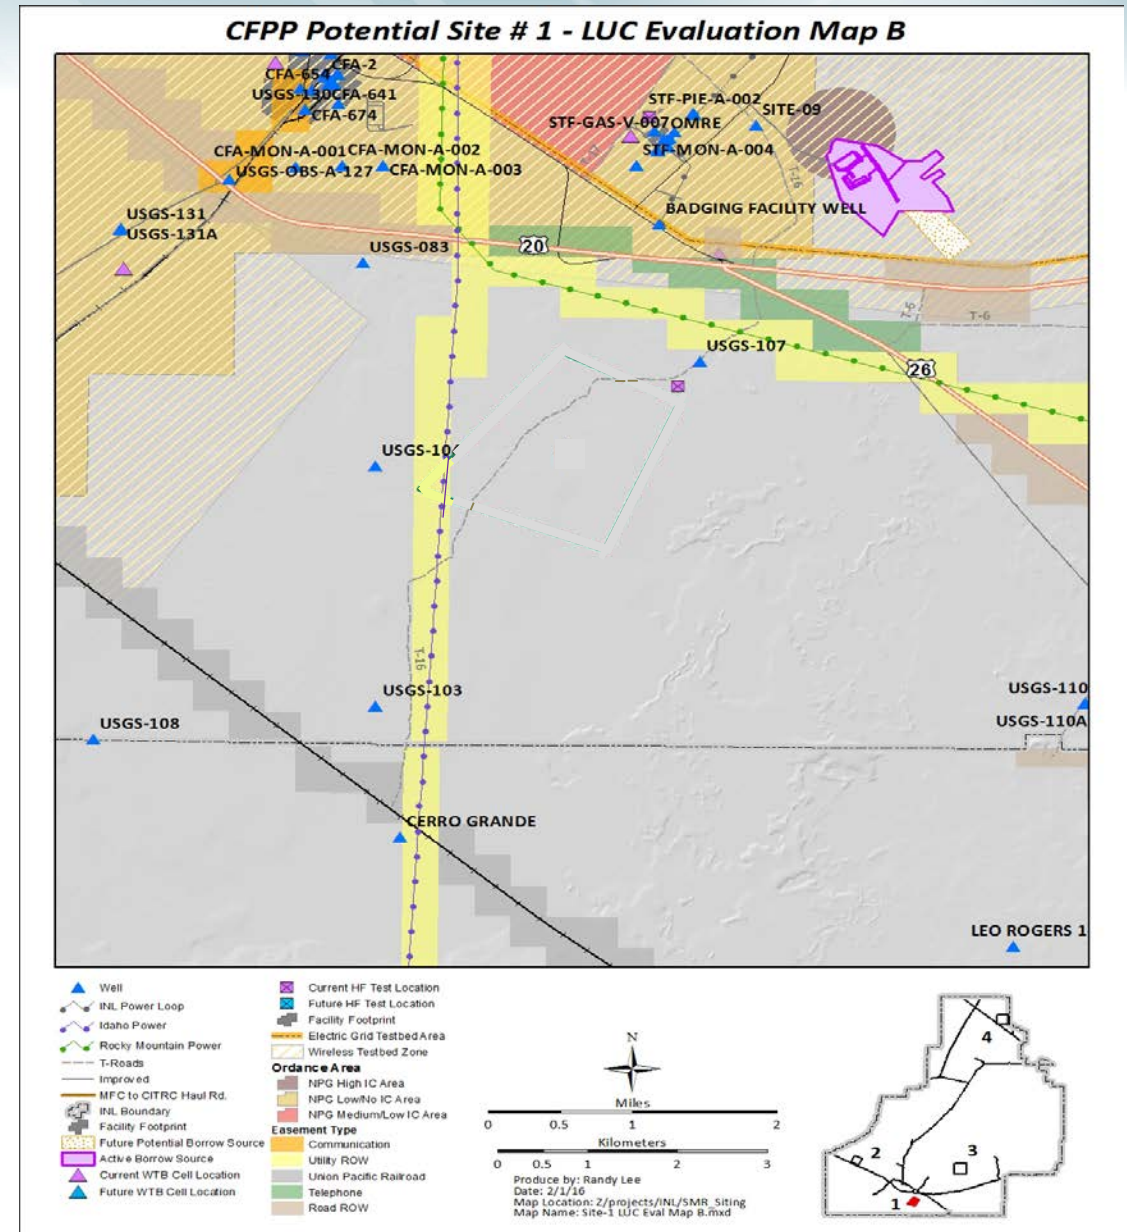 CFPP Potential Site # 1 - LUC Evaluation Map B
CFA-2
CFA-654
USGS-130
CFA-641
CFA-674
STF-PIE-A-002
SITE-09
STF-GAS-V-007
OMRE
STF-MON-A-004
T-17
T-16
CFA-MON-A-001
CFA-MON-A-002
USGS-OBS-A-127
CFA-MON-A-003
BADGING FACILITY WELL
USGS-131
USGS-131A
USGS-083
20
T-6
T-6
USGS-107
26
USGS-10
T-16
USGS-103
USGS-108
USGS-110
USGS-110A
CERRO GRANDE
LEO ROGERS 1
Well
INL Power Loop
Idaho Power
Rocky Mountain Power
T-Roads
Improved
MFC to CITRC Haul Rd.
INL Boundary
Facility Footprint
Future Potential Borrow Source
Active Borrow Source
Current WTB Cell Location
Future WTB Cell Location
Current HF Test Location
Future HF Test Location
Facility Footprint
Electric Grid Testbed Area
Wireless Testbed Zone
Ordance Area
NPG High IC Area
NPG Low/No IC Area
NPG Medium/Low IC Area
Easement Type
Communication
Utility ROW
Union Pacific Railroad
Telephone
Road ROW
N
Miles
0 0.5 1 2
Kilometers
0 0.5 1 2 3
Produce by: Randy Lee
Date: 2/1/16
Map Location: Z/projects/INL/SMR_Siting
Map Name: Site-1 LUC Eval Map B.mxd
4
2
3
1